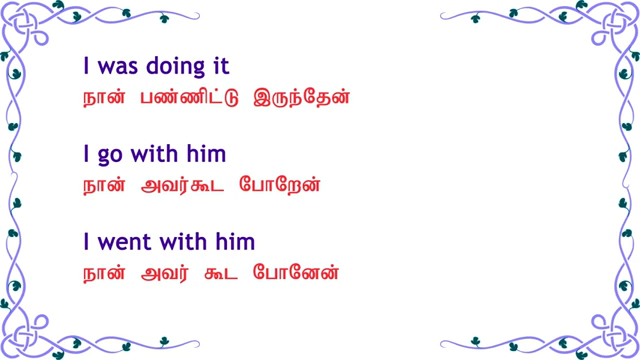 I was doing it
நான் பண்ணிட்டு இருந்தேன்
I go with him
நான் அவர்கூட போறேன்
I went with him
நான் அவர் கூட போனேன்